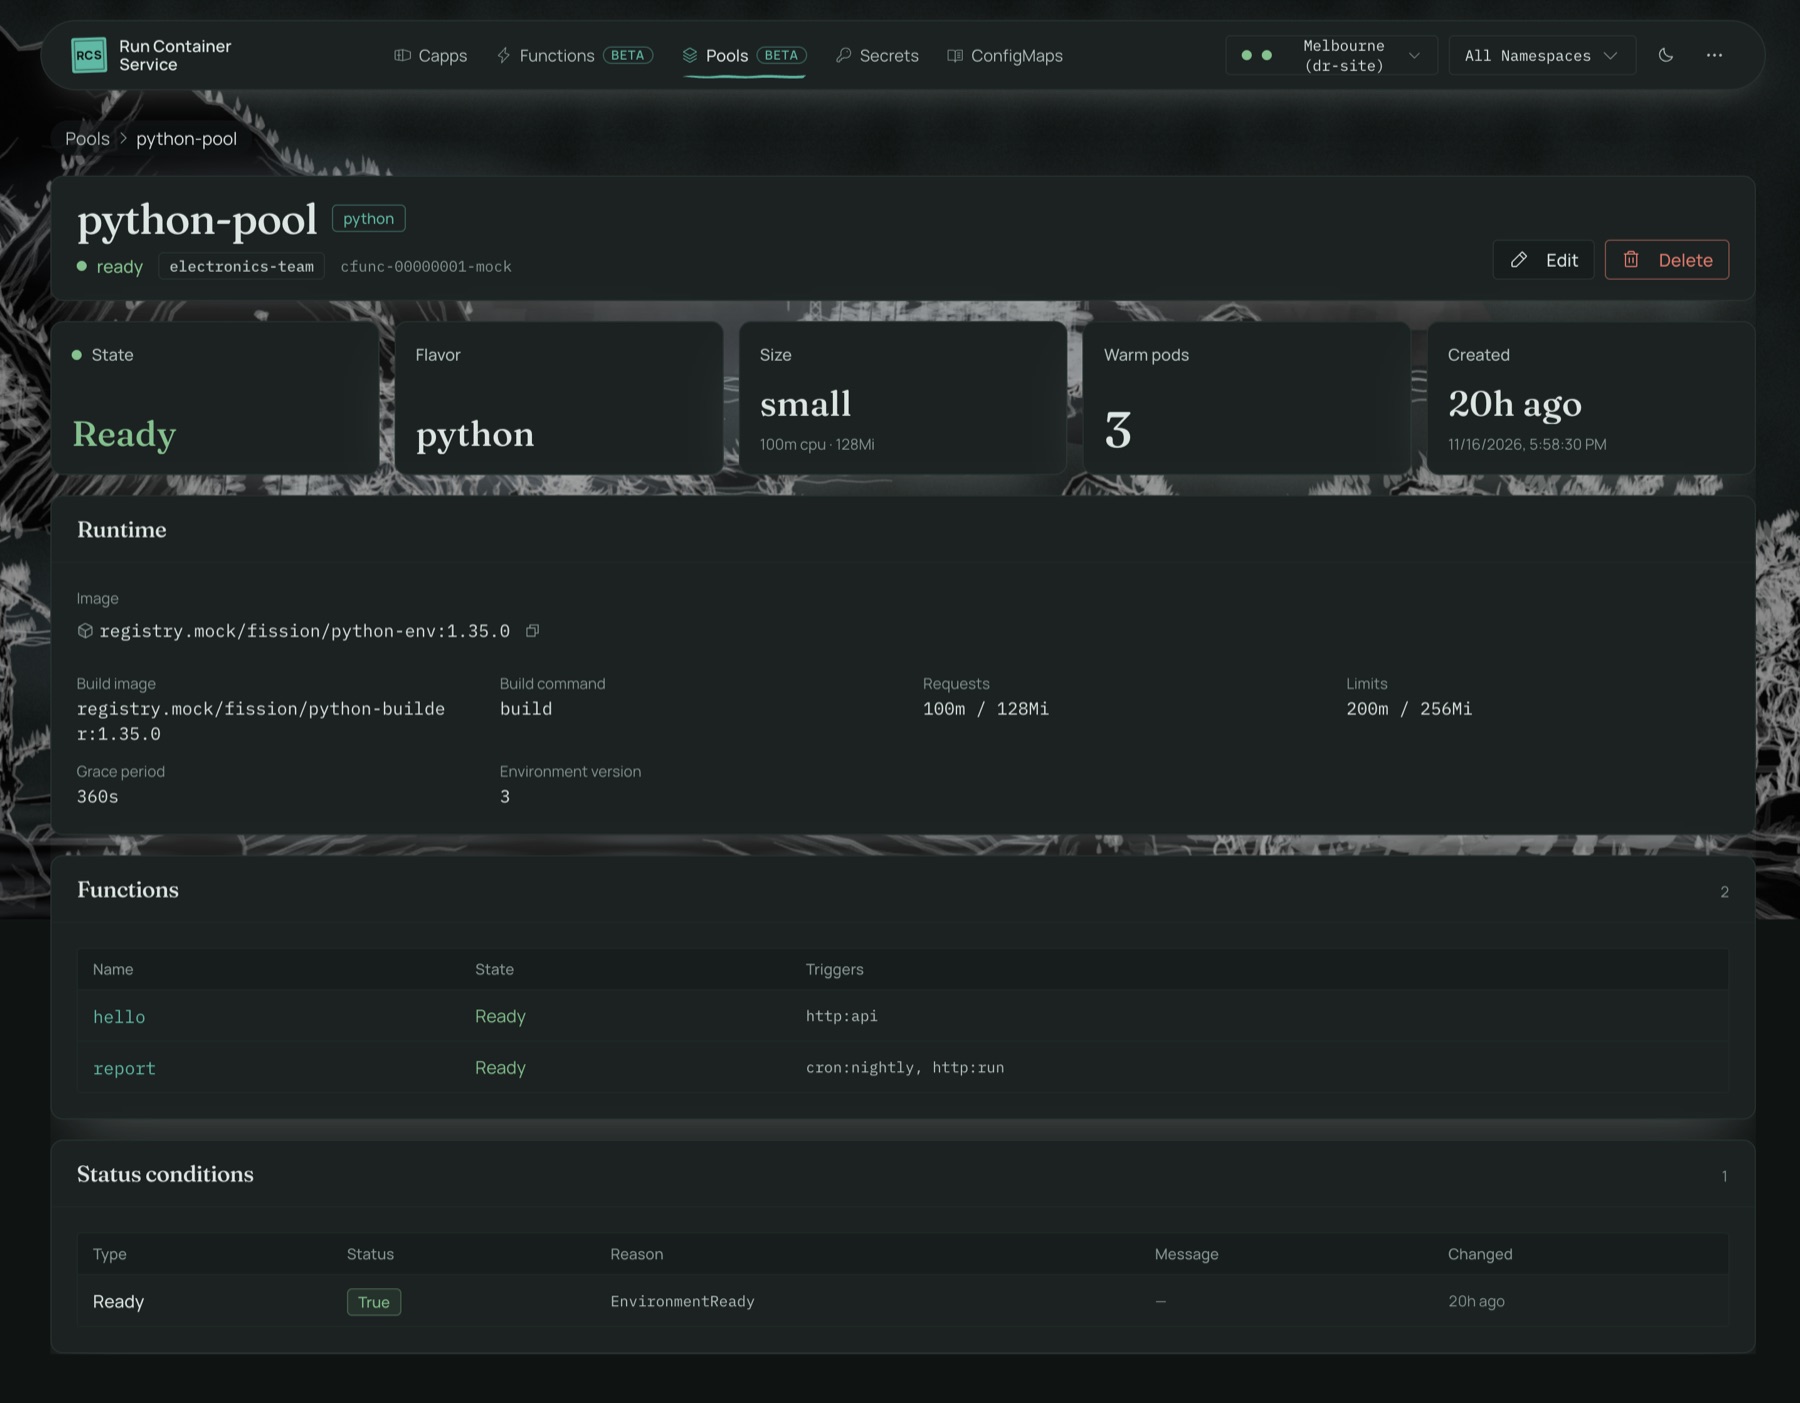 RCS
Run Container
Service
Capps
Functions BETA
Pools BETA
Secrets
ConfigMaps
Melbourne
(dr-site)
All Namespaces
Pools > python-pool
python-pool python
ready electronics-team cfunc-00000001-mock
Edit
Delete
State
Ready
Flavor
python
Size
small
100m cpu · 128Mi
Warm pods
3
Created
20h ago
11/16/2026, 5:58:30 PM
Runtime
Image
registry.mock/fission/python-env:1.35.0
Build image
registry.mock/fission/python-builde
r:1.35.0
Build command
build
Requests
100m / 128Mi
Limits
200m / 256Mi
Grace period
360s
Environment version
3
Functions 2
Name State Triggers
hello Ready http:api
report Ready cron:nightly, http:run
Status conditions 1
Type Status Reason Message Changed
Ready True EnvironmentReady — 20h ago